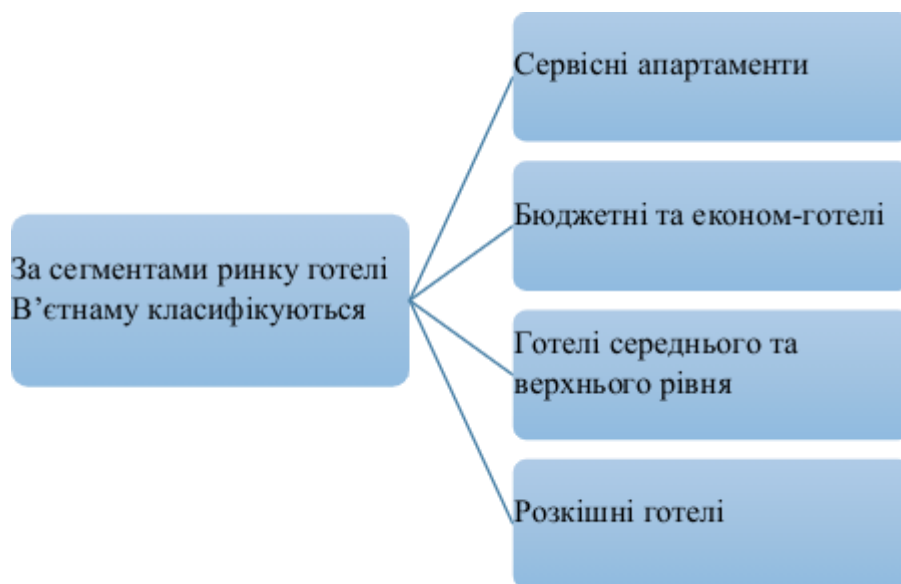 За сегментами ринку готелі
В’єтнаму класифікуються
Сервісні апартаменти
Бюджетні та економ-готелі
Готелі середнього та
верхнього рівня
Розкішні готелі